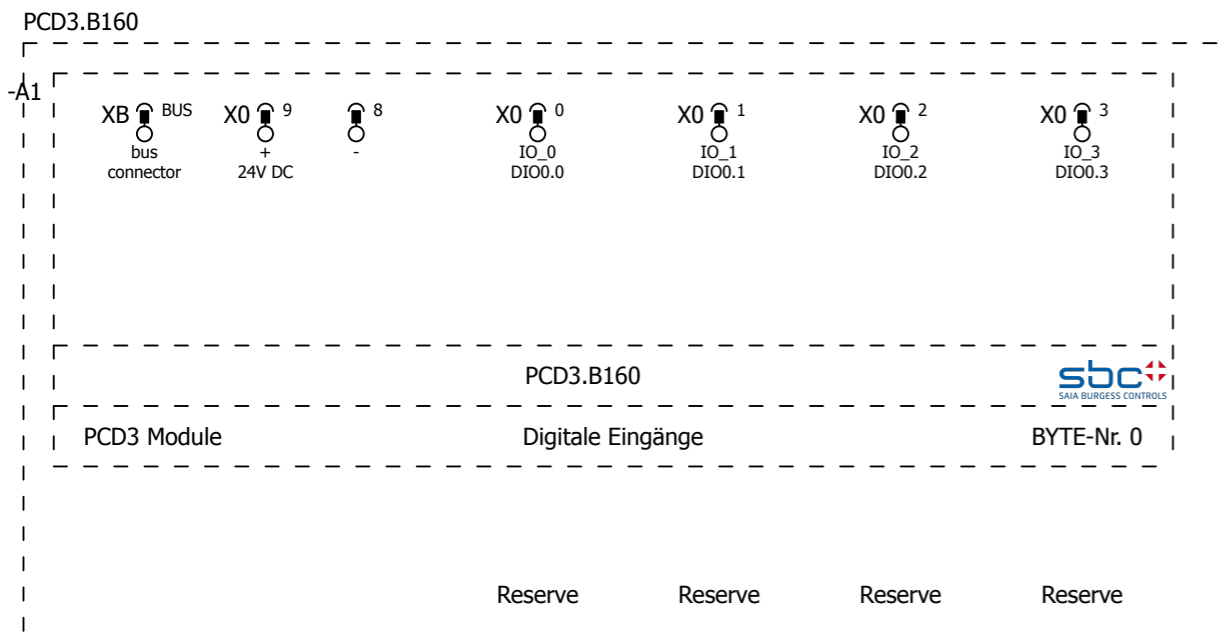 PCD3.B160
-A1
XB BUS X0 9 8 X0 0 X0 1 X0 2 X0 3
bus + - IO_0 IO_1 IO_2 IO_3
connector 24V DC DIO0.0 DIO0.1 DIO0.2 DIO0.3
PCD3.B160 sbc
SAIA BURGESS CONTROLS
PCD3 Module Digitale Eingänge BYTE-Nr. 0
Reserve Reserve Reserve Reserve